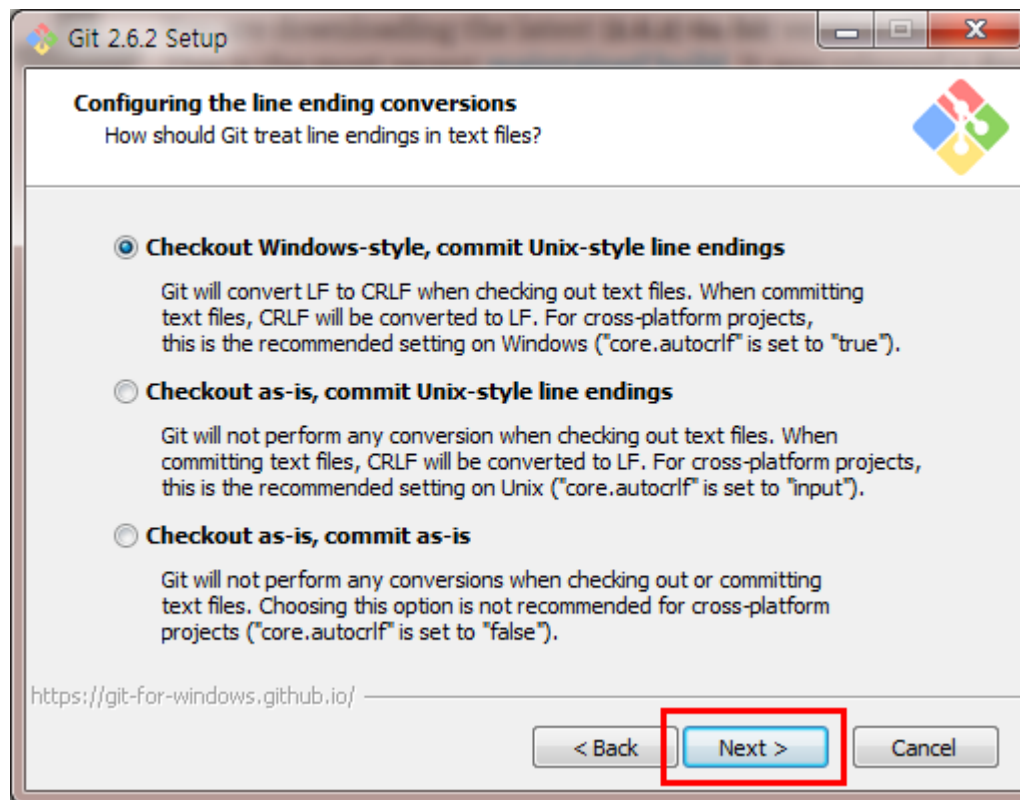 Git 2.6.2 Setup
Configuring the line ending conversions
How should Git treat line endings in text files?
Checkout Windows-style, commit Unix-style line endings
Git will convert LF to CRLF when checking out text files. When committing
text files, CRLF will be converted to LF. For cross-platform projects,
this is the recommended setting on Windows ("core.autocrlf" is set to "true").
Checkout as-is, commit Unix-style line endings
Git will not perform any conversion when checking out text files. When
committing text files, CRLF will be converted to LF. For cross-platform projects,
this is the recommended setting on Unix ("core.autocrlf" is set to "input").
Checkout as-is, commit as-is
Git will not perform any conversions when checking out or committing
text files. Choosing this option is not recommended for cross-platform
projects ("core.autocrlf" is set to "false").
https://git-for-windows.github.io/
< Back
Next >
Cancel